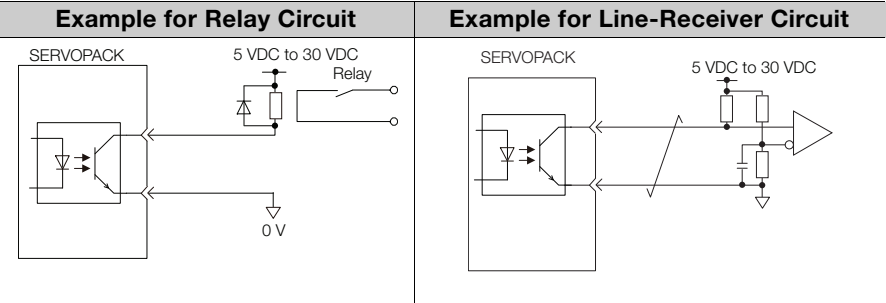 Example for Relay Circuit
Example for Line-Receiver Circuit
SERVOPACK
5 VDC to 30 VDC
Relay
0 V
SERVOPACK
5 VDC to 30 VDC